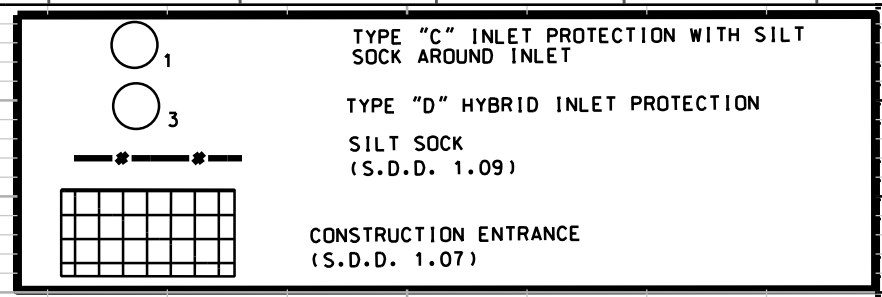 1 TYPE "C" INLET PROTECTION WITH SILT
SOCK AROUND INLET
3 TYPE "D" HYBRID INLET PROTECTION
SILT SOCK
(S.D.D. 1.09)
CONSTRUCTION ENTRANCE
(S.D.D. 1.07)